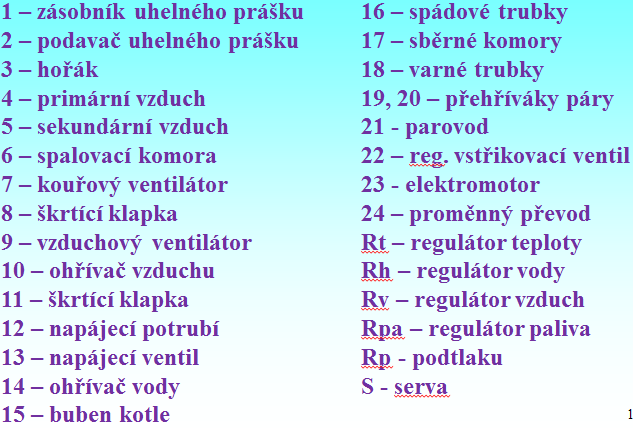 1 – zásobník uhelného prášku
2 – podavač uhelného prášku
3 – hořák
4 – primární vzduch
5 – sekundární vzduch
6 – spalovací komora
7 – kouřový ventilátor
8 – škrtící klapka
9 – vzduchový ventilátor
10 – ohřívač vzduchu
11 – škrtící klapka
12 – napájecí potrubí
13 – napájecí ventil
14 – ohřívač vody
15 – buben kotle
16 – spádové trubky
17 – sběrné komory
18 – varné trubky
19, 20 – přehříváky páry
21 - parovod
22 – reg. vstřikovací ventil
23 - elektromotor
24 – proměnný převod
Rt – regulátor teploty
Rh – regulátor vody
Rv – regulátor vzduch
Rpa – regulátor paliva
Rp - podtlaku
S - serva
1